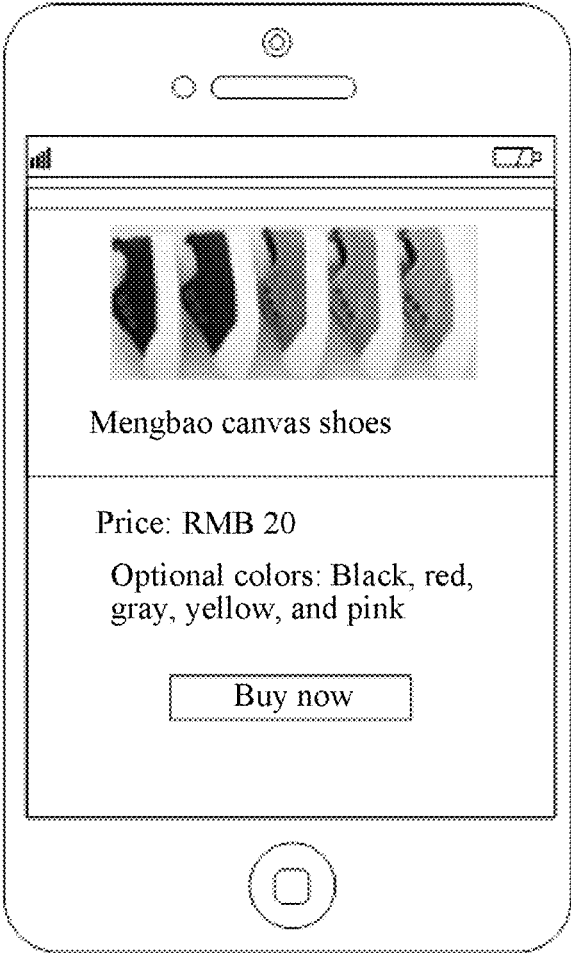 Mengbao canvas shoes
Price: RMB 20
Optional colors: Black, red,
gray, yellow, and pink
Buy now